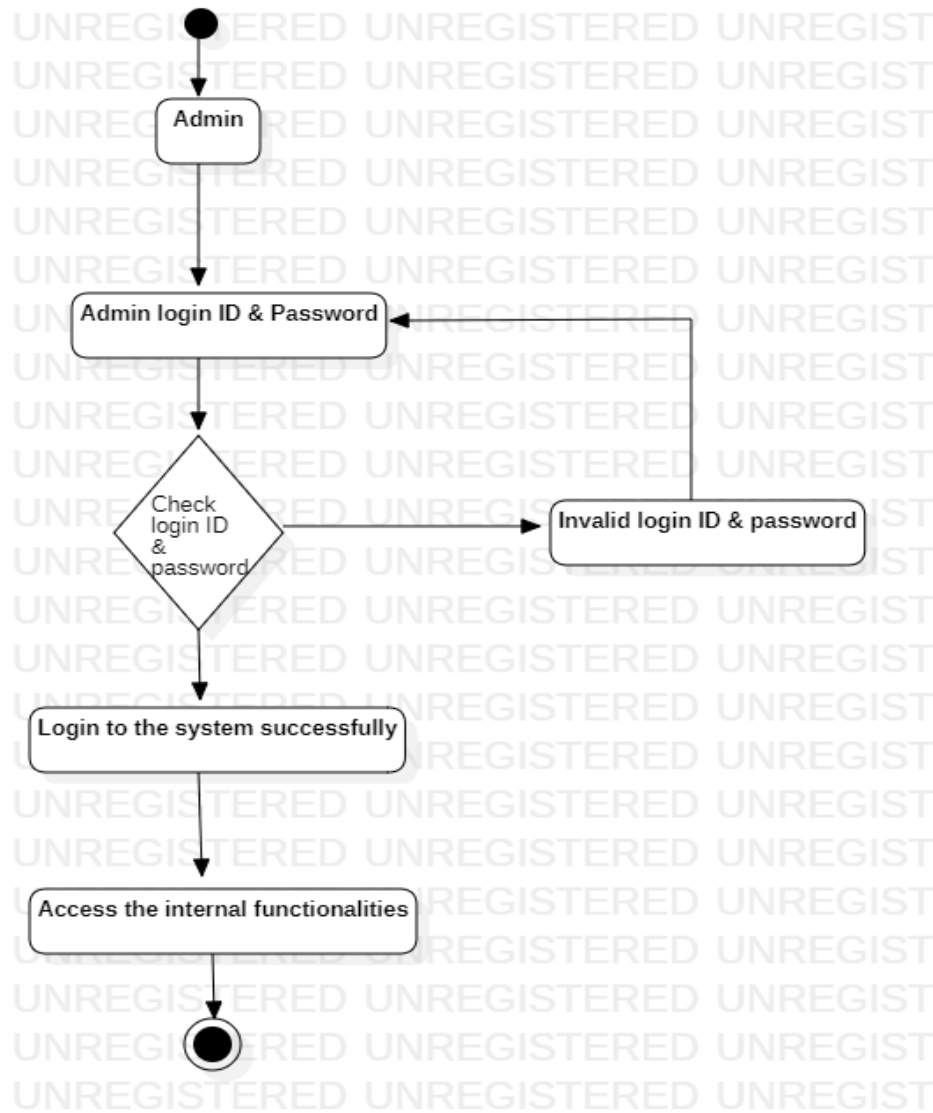 Admin
Admin login ID & Password
Check
login ID
&
password
Invalid login ID & password
Login to the system successfully
Access the internal functionalities